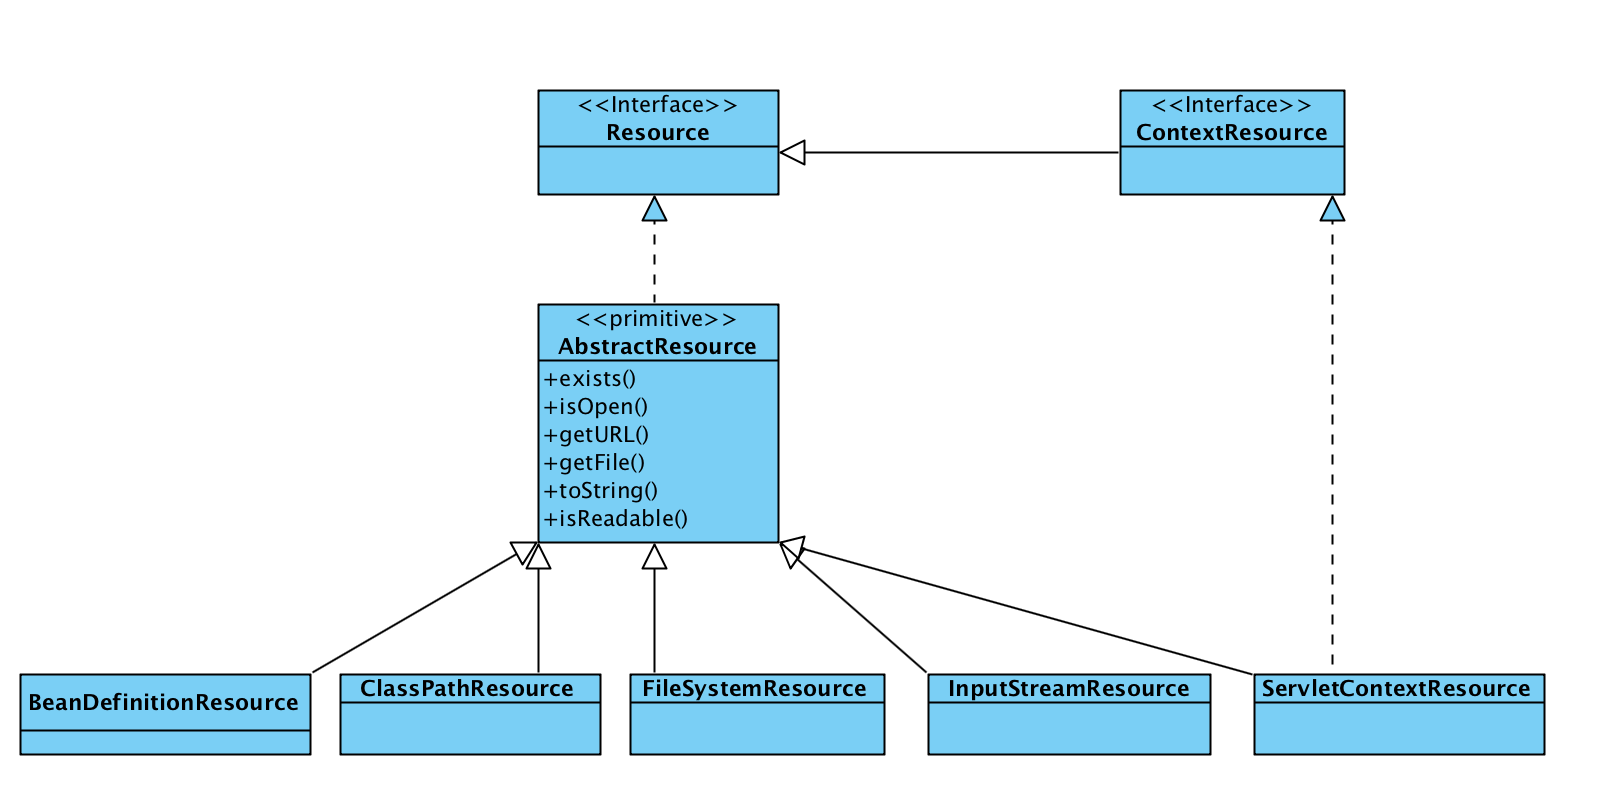 <<Interface>>
Resource
<<Interface>>
ContextResource
<<primitive>>
AbstractResource
+exists()
+isOpen()
+getURL()
+getFile()
+toString()
+isReadable()
BeanDefinitionResource
ClassPathResource
FileSystemResource
InputStreamResource
ServletContextResource